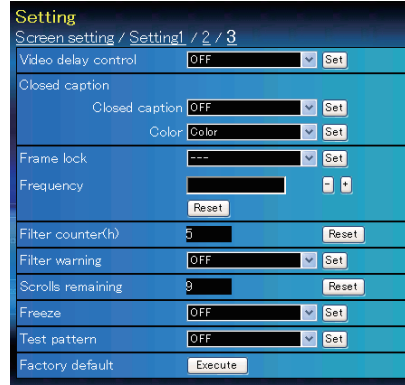 Setting
Screen setting / Setting1 / 2 / 3
Video delay control OFF Set
Closed caption
Closed caption OFF Set
Color Color Set
Frame lock --- Set
Frequency - +
Reset
Filter counter(h) 5 Reset
Filter warning OFF Set
Scrolls remaining 9 Reset
Freeze OFF Set
Test pattern OFF Set
Factory default Execute